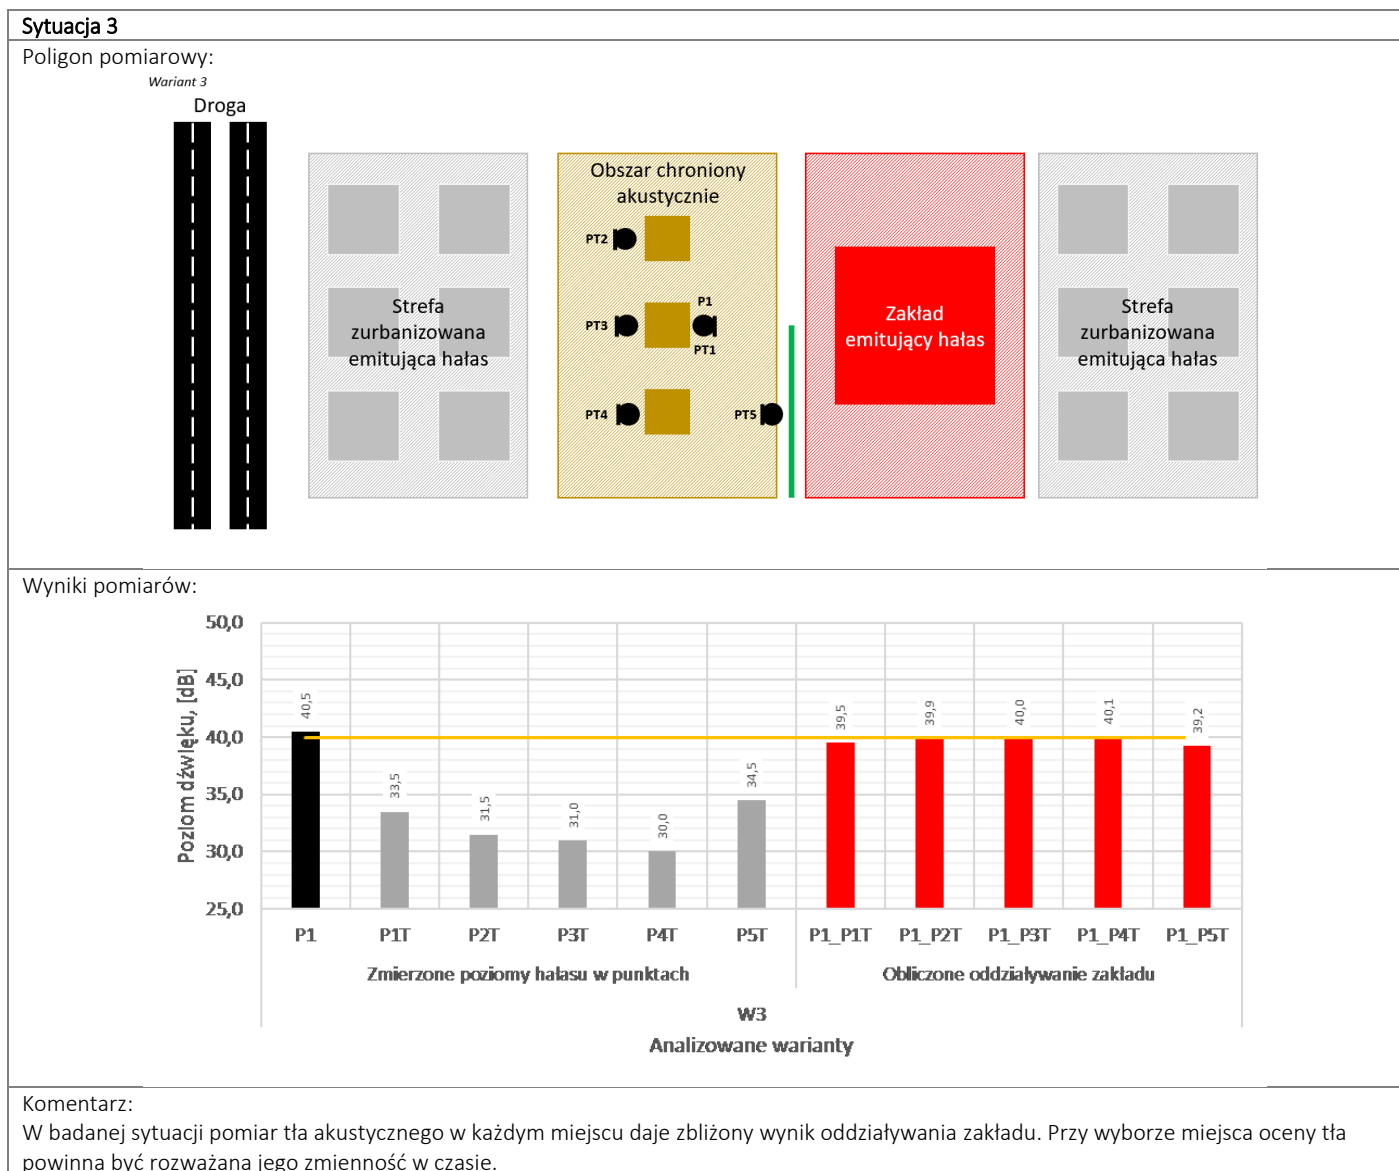 Sytuacja 3
Poligon pomiarowy:
Wariant 3
Droga
Obszar chroniony
akustycznie
PT2
PT3
P1
PT1
PT4
PT5
Strefa
zurbanizowana
emitująca hałas
Zakład
emitujący hałas
Strefa
zurbanizowana
emitująca hałas
Wyniki pomiarów:
Poziom dźwięku, [dB]
50,0
45,0
40,0
35,0
30,0
25,0
40,5
33,5
31,5
31,0
30,0
34,5
39,5
39,9
40,0
40,1
39,2
P1 P1T P2T P3T P4T P5T P1_P1T P1_P2T P1_P3T P1_P4T P1_P5T
Zmierzone poziomy hałasu w punktach Obliczone oddziaływanie zakładu
W3
Analizowane warianty
Komentarz:
W badanej sytuacji pomiar tła akustycznego w każdym miejscu daje zbliżony wynik oddziaływania zakładu. Przy wyborze miejsca oceny tła
powinna być rozważana jego zmienność w czasie.